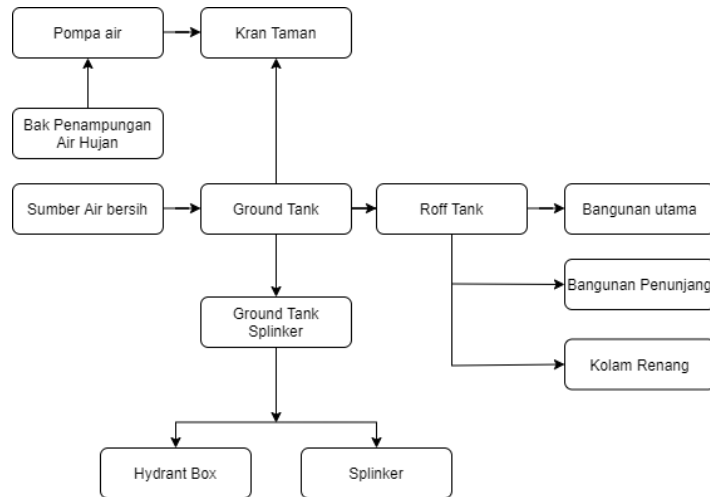 Pompa air
Kran Taman
Bak Penampungan
Air Hujan
Sumber Air bersih
Ground Tank
Roff Tank
Bangunan utama
Bangunan Penunjang
Ground Tank
Splinker
Kolam Renang
Hydrant Box
Splinker